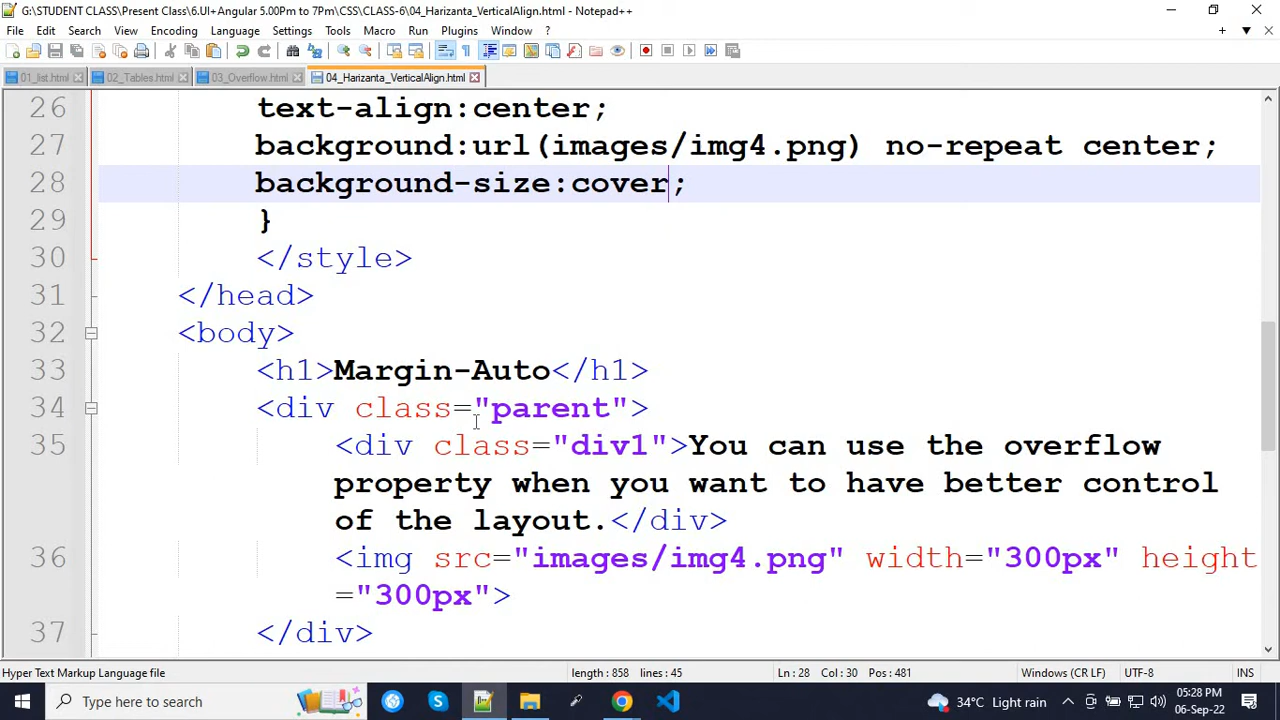 G:\STUDENT CLASS\Present Class\6.UI+Angular 5.00Pm to 7Pm\CSS\CLASS-6\04_Harizanta_VerticalAlign.html - Notepad++
File Edit Search View Encoding Language Settings Tools Macro Run Plugins Window ?
01_list.html 02_Tables.html 03_Overflow.html 04_Harizanta_VerticalAlign.html
26 text-align:center;
27 background:url(images/img4.png) no-repeat center;
28 background-size:cover;
29 }
30 </style>
31 </head>
32 <body>
33 <h1>Margin-Auto</h1>
34 <div class="parent">
35 <div class="div1">You can use the overflow
property when you want to have better control
of the layout.</div>
36 <img src="images/img4.png" width="300px" height
="300px">
37 </div>
Hyper Text Markup Language file length : 858 lines : 45 Ln : 28 Col : 30 Pos : 481 Windows (CR LF) UTF-8 INS
Type here to search 34°C Light rain 05:28 PM
06-Sep-22